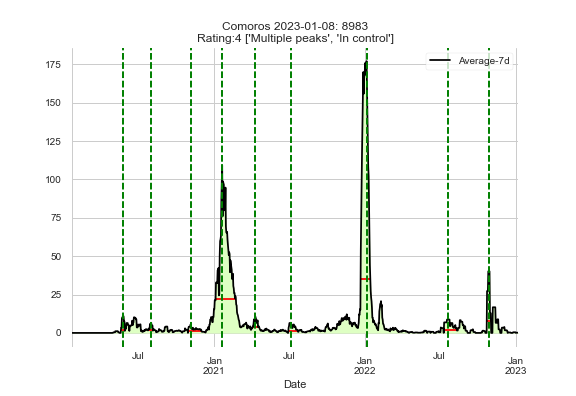 Comoros 2023-01-08: 8983
Rating:4 ['Multiple peaks', 'In control']
Average-7d
175
150
125
100
75
50
25
0
Jul
Jan
2021
Jul
Jan
2022
Jul
Jan
2023
Date